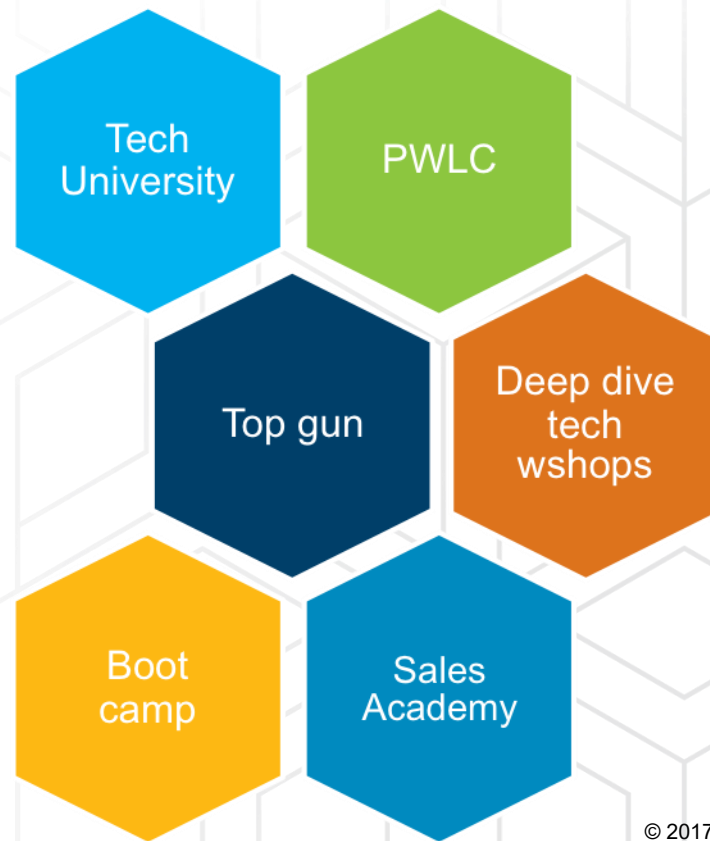 Tech
University
PWLC
Top gun
Deep dive
tech
wshops
Boot
camp
Sales
Academy
© 2017